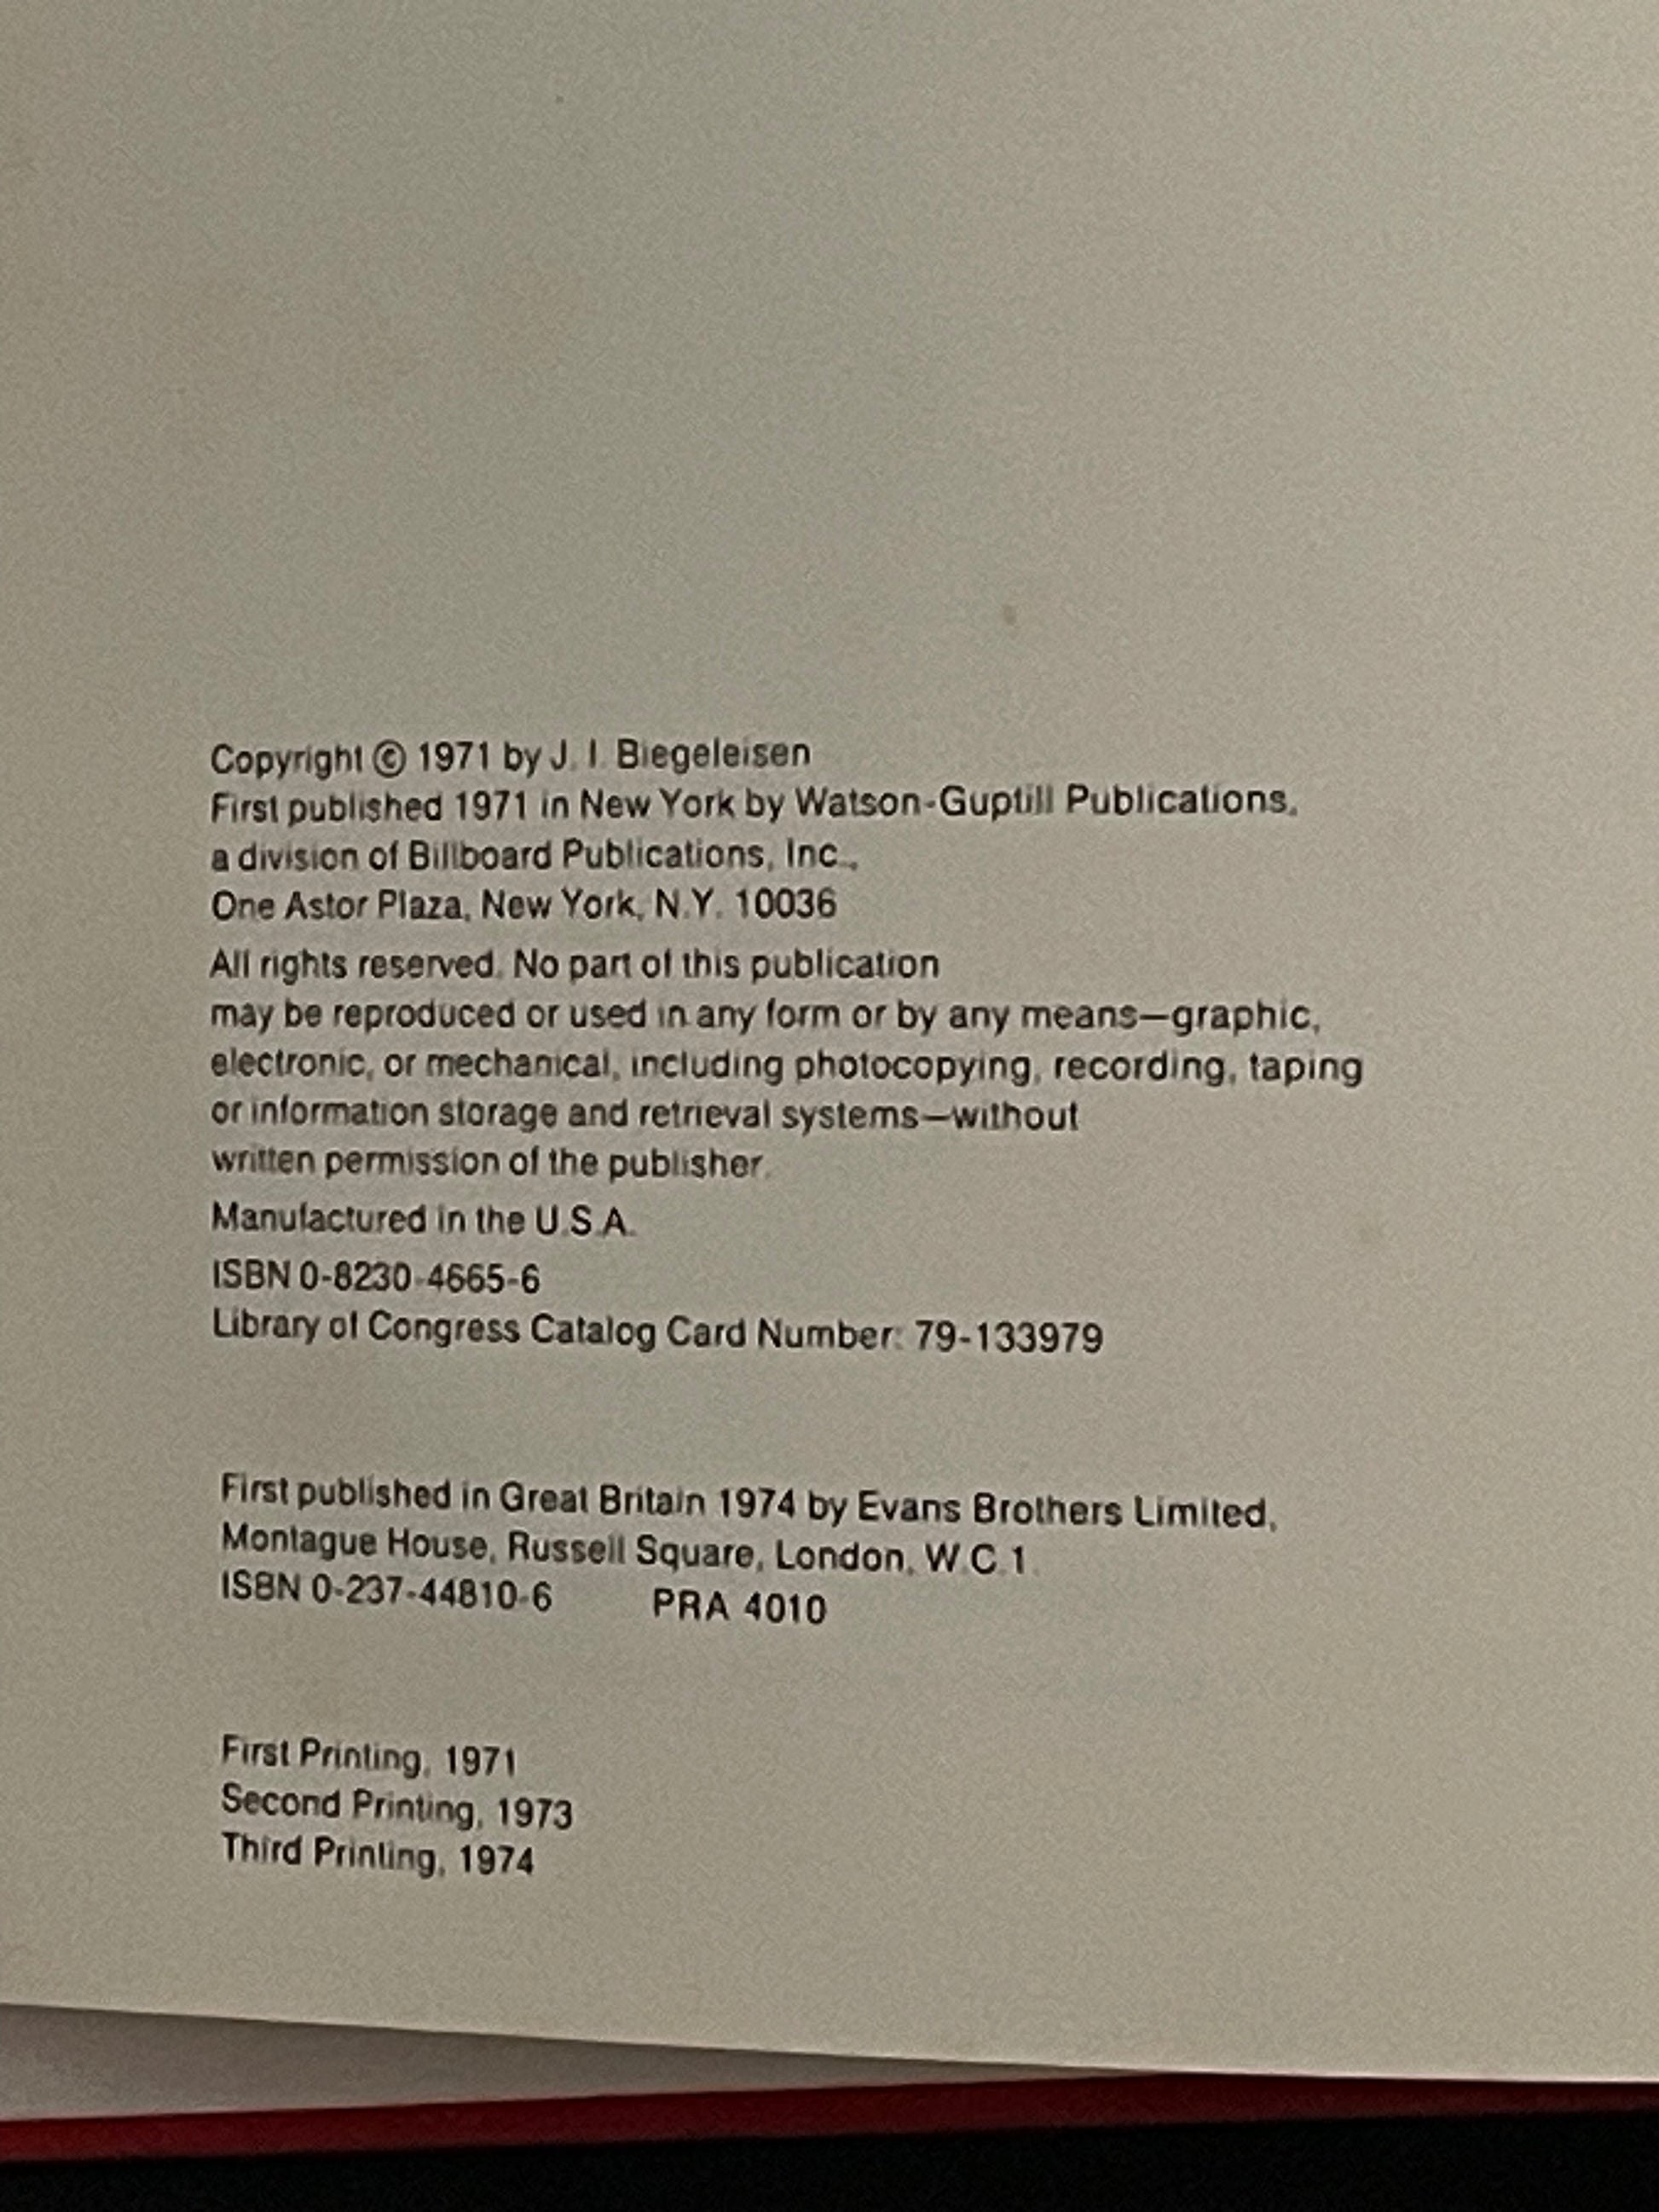 Copyright © 1971 by J. I. Biegeleisen
First published 1971 in New York by Watson-Guptill Publications,
a division of Billboard Publications, Inc.,
One Astor Plaza, New York, N.Y. 10036
All rights reserved. No part of this publication
may be reproduced or used in any form or by any means—graphic,
electronic, or mechanical, including photocopying, recording, taping
or information storage and retrieval systems—without
written permission of the publisher.
Manufactured in the U.S.A.
ISBN 0-8230-4665-6
Library of Congress Catalog Card Number: 79-133979
First published in Great Britain 1974 by Evans Brothers Limited,
Montague House, Russell Square, London, W.C.1.
ISBN 0-237-44810-6 PRA 4010
First Printing, 1971
Second Printing, 1973
Third Printing, 1974